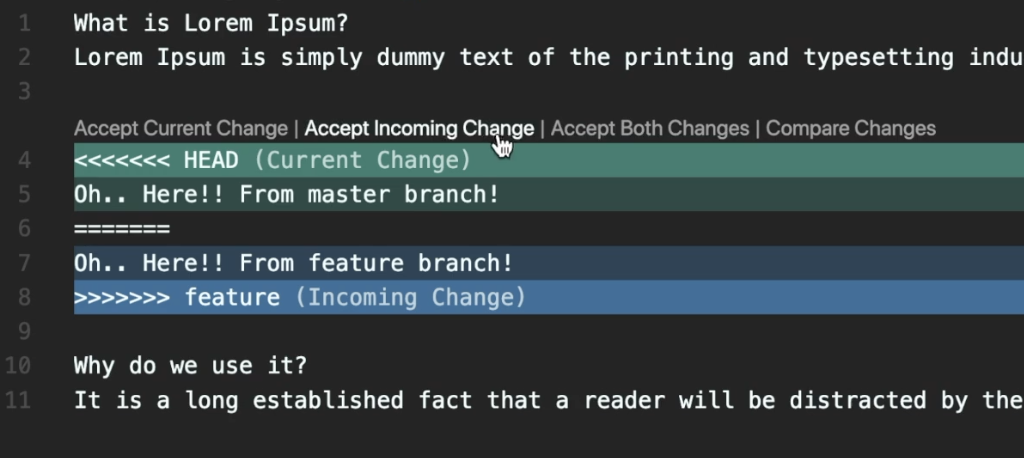 1 What is Lorem Ipsum?
2 Lorem Ipsum is simply dummy text of the printing and typesetting indu
3
Accept Current Change | Accept Incoming Change | Accept Both Changes | Compare Changes
4 <<<<<<< HEAD (Current Change)
5 Oh.. Here!! From master branch!
6 =======
7 Oh.. Here!! From feature branch!
8 >>>>>>> feature (Incoming Change)
9
10 Why do we use it?
11 It is a long established fact that a reader will be distracted by the